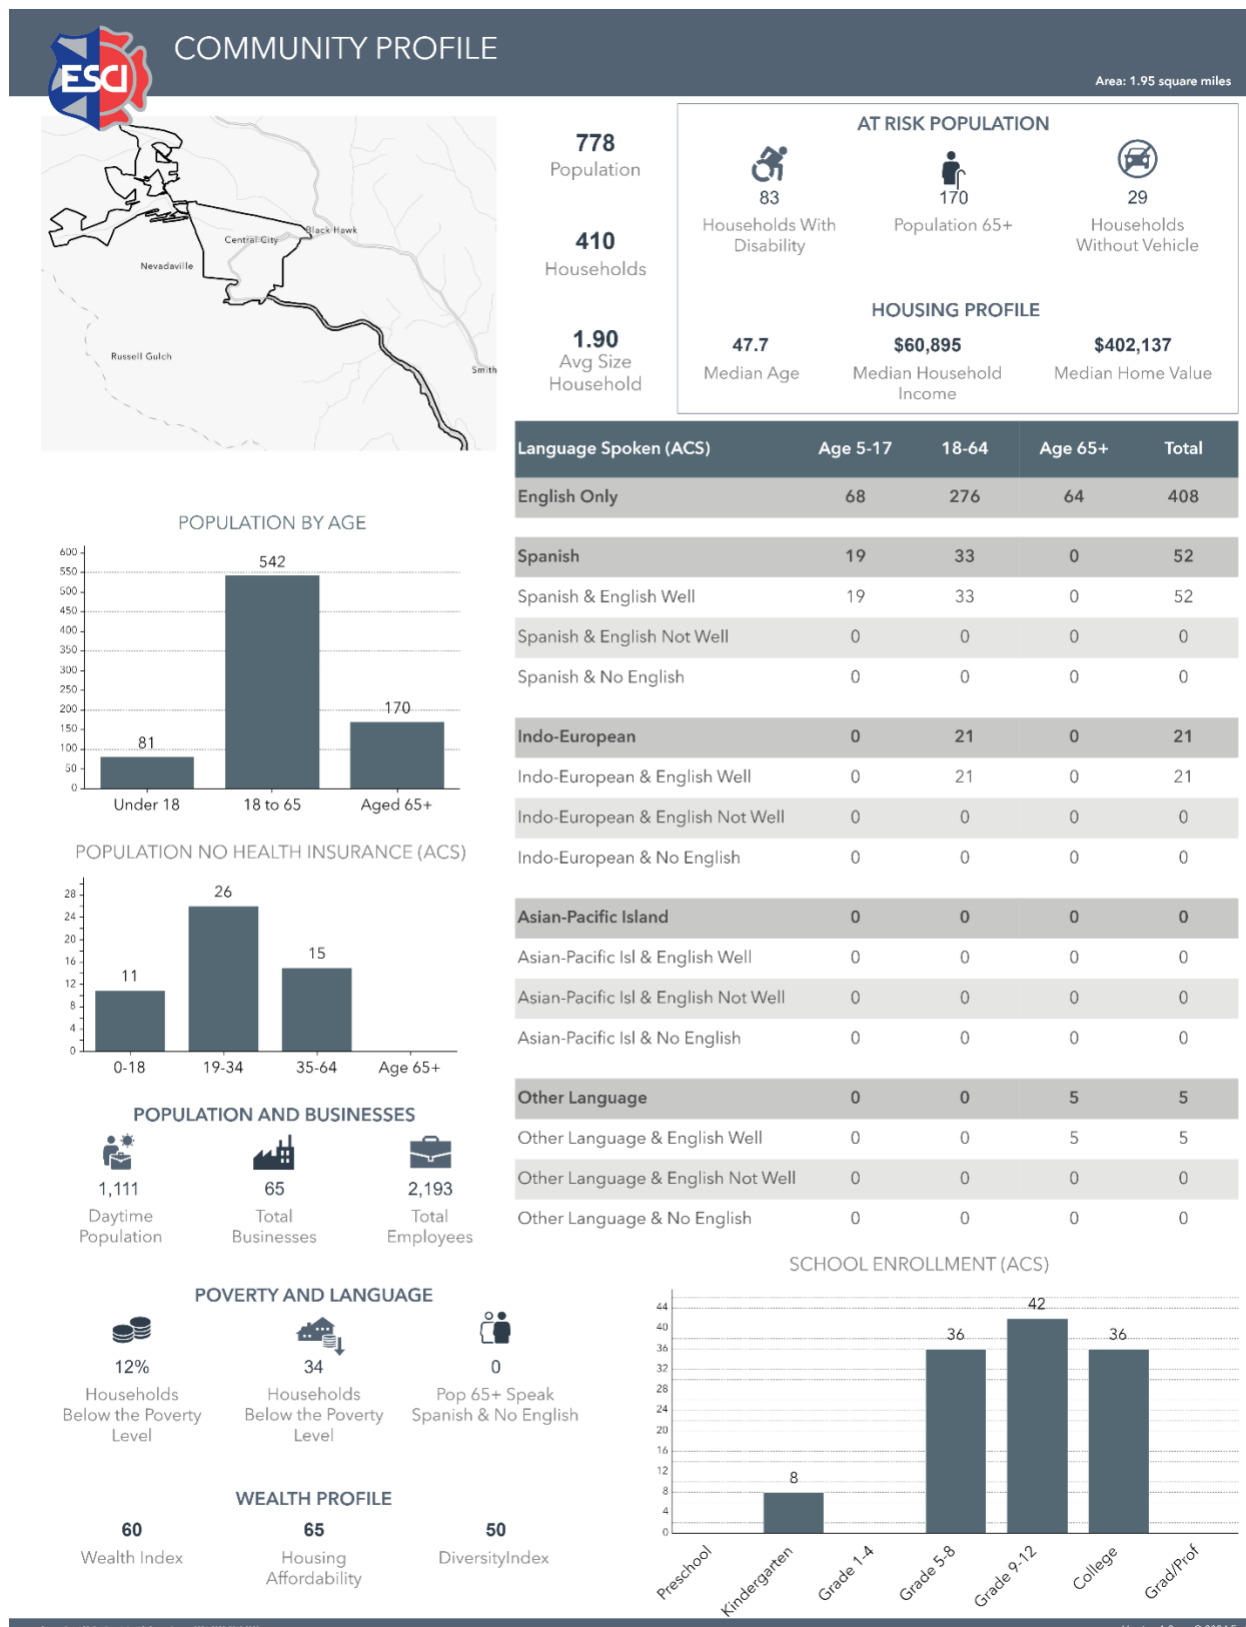 ESCI
COMMUNITY PROFILE
Area: 1.95 square miles
Black Hawk
Central City
Nevadaville
Russell Gulch
Smith
778
Population
410
Households
1.90
Avg Size
Household
AT RISK POPULATION
83
Households With
Disability
170
Population 65+
29
Households
Without Vehicle
HOUSING PROFILE
47.7
Median Age
$60,895
Median Household
Income
$402,137
Median Home Value
Language Spoken (ACS) Age 5-17 18-64 Age 65+ Total
English Only 68 276 64 408
Spanish 19 33 0 52
Spanish & English Well 19 33 0 52
Spanish & English Not Well 0 0 0 0
Spanish & No English 0 0 0 0
Indo-European 0 21 0 21
Indo-European & English Well 0 21 0 21
Indo-European & English Not Well 0 0 0 0
Indo-European & No English 0 0 0 0
Asian-Pacific Island 0 0 0 0
Asian-Pacific Isl & English Well 0 0 0 0
Asian-Pacific Isl & English Not Well 0 0 0 0
Asian-Pacific Isl & No English 0 0 0 0
Other Language 0 0 5 5
Other Language & English Well 0 0 5 5
Other Language & English Not Well 0 0 0 0
Other Language & No English 0 0 0 0
POPULATION BY AGE
600
550
500
450
400
350
300
250
200
150
100
50
0
81
542
170
Under 18 18 to 65 Aged 65+
POPULATION NO HEALTH INSURANCE (ACS)
28
24
20
16
12
8
4
0
11
26
15
0-18 19-34 35-64 Age 65+
POPULATION AND BUSINESSES
1,111
Daytime
Population
65
Total
Businesses
2,193
Total
Employees
POVERTY AND LANGUAGE
12%
Households
Below the Poverty
Level
34
Households
Below the Poverty
Level
0
Pop 65+ Speak
Spanish & No English
WEALTH PROFILE
60
Wealth Index
65
Housing
Affordability
50
DiversityIndex
SCHOOL ENROLLMENT (ACS)
44
40
36
32
28
24
20
16
12
8
4
0
8
36
42
36
Preschool Kindergarten Grade 1-4 Grade 5-8 Grade 9-12 College Grad/Prof